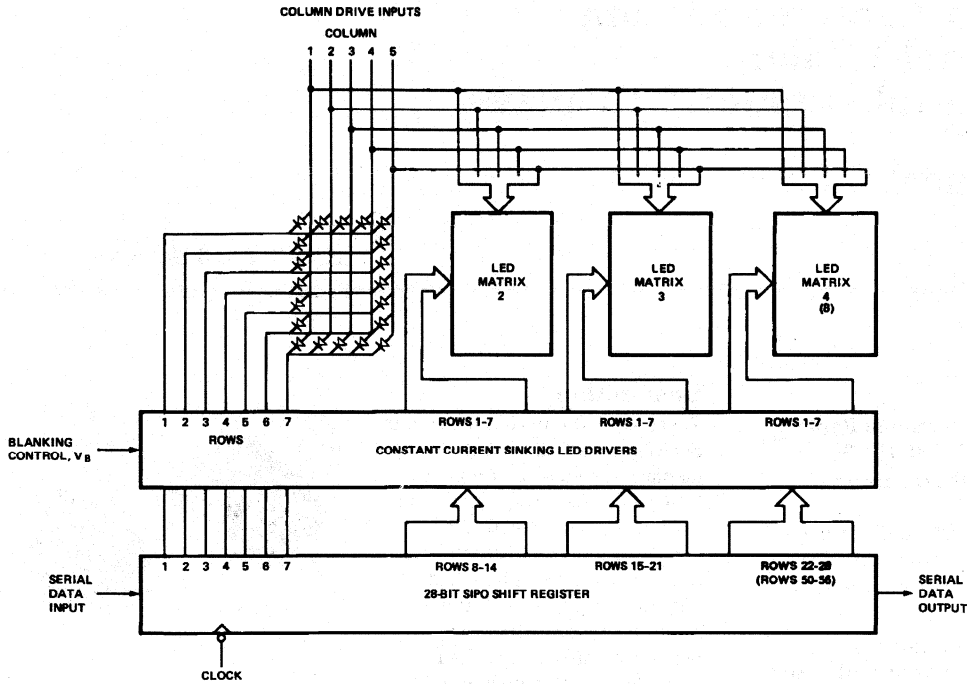 COLUMN DRIVE INPUTS
COLUMN
1 2 3 4 5
LED
MATRIX
2
LED
MATRIX
3
LED
MATRIX
4
(8)
1 2 3 4 5 6 7
ROWS
ROWS 1-7
ROWS 1-7
ROWS 1-7
BLANKING
CONTROL, VB
CONSTANT CURRENT SINKING LED DRIVERS
1 2 3 4 5 6 7
ROWS 8-14
ROWS 15-21
ROWS 22-28
(ROWS 50-56)
SERIAL
DATA
INPUT
28-BIT SIPO SHIFT REGISTER
SERIAL
DATA
OUTPUT
CLOCK